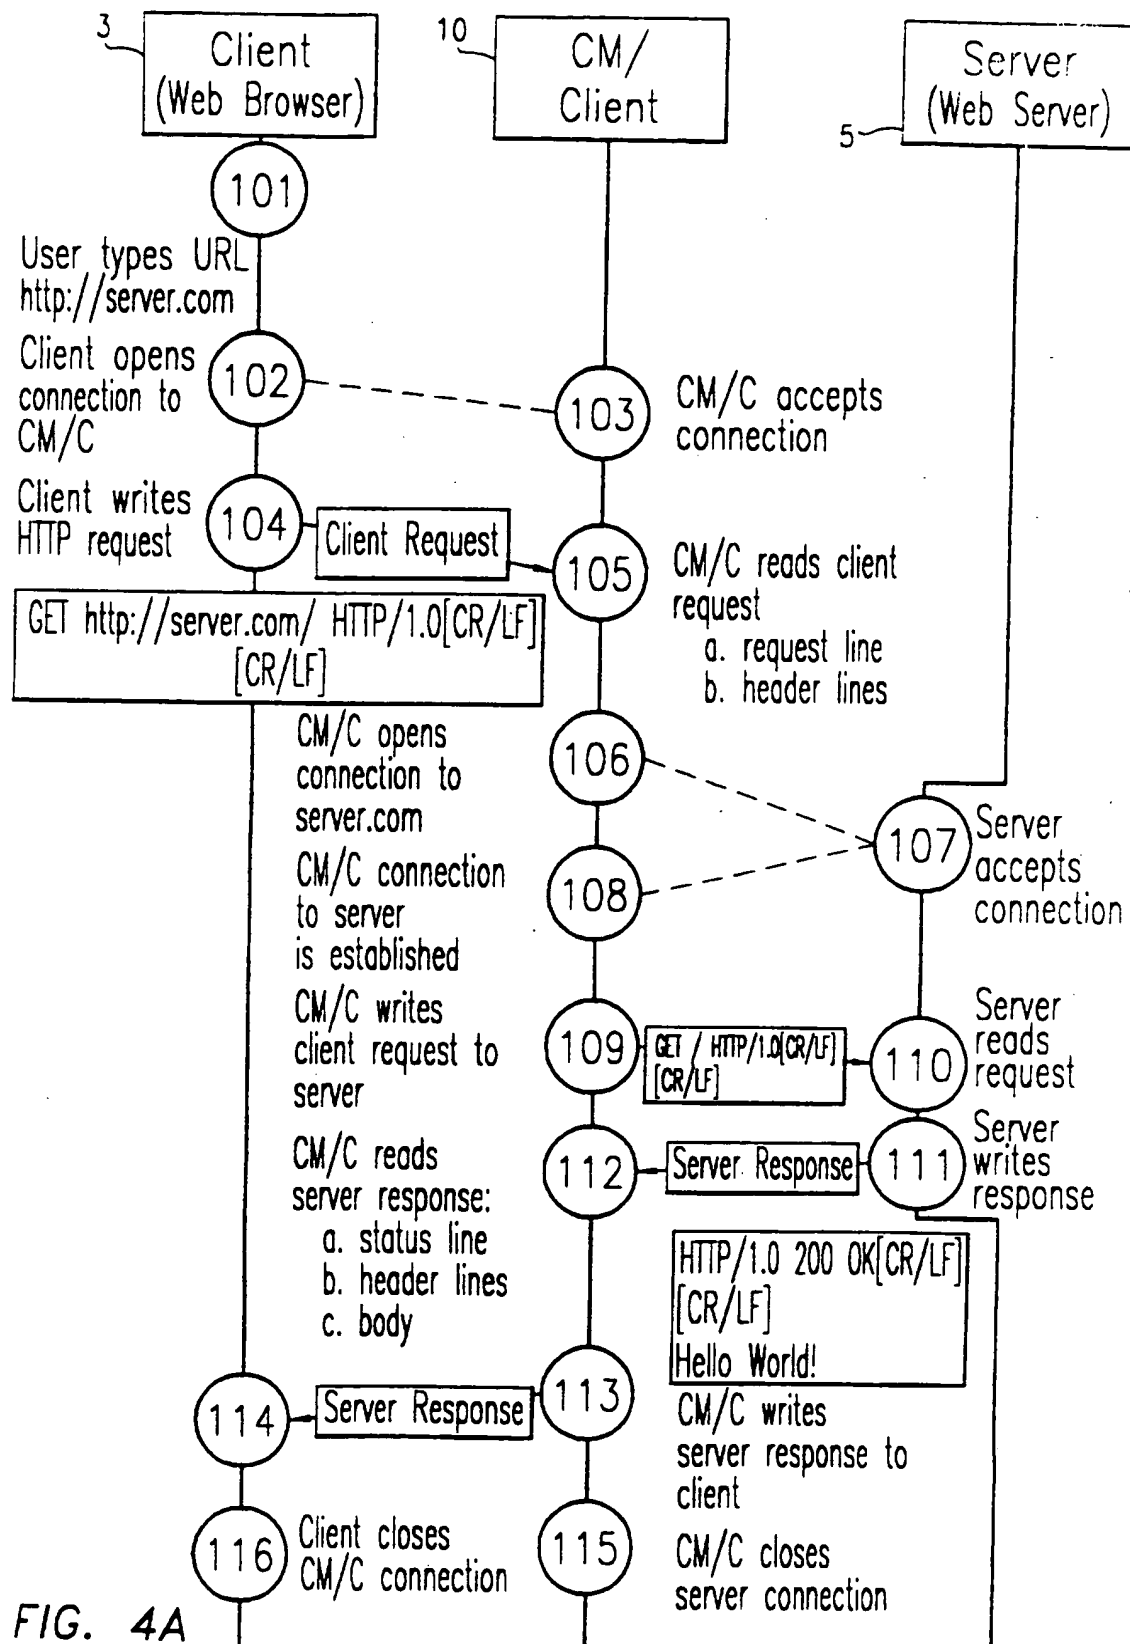 3
Client
(Web Browser)
10
CM/
Client
Server
(Web Server)
5
101
User types URL
http://server.com
Client opens
connection to
CM/C
102
103
CM/C accepts
connection
Client writes
HTTP request
104
Client Request
105
CM/C reads client
request
a. request line
b. header lines
GET http://server.com/ HTTP/1.0[CR/LF]
[CR/LF]
CM/C opens
connection to
server.com
106
107
Server
accepts
connection
CM/C connection
to server
is established
108
CM/C writes
client request to
server
109
GET / HTTP/1.0[CR/LF]
[CR/LF]
110
Server
reads
request
CM/C reads
server response:
a. status line
b. header lines
c. body
112
Server Response
111
Server
writes
response
HTTP/1.0 200 OK[CR/LF]
[CR/LF]
Hello World!
114
Server Response
113
CM/C writes
server response to
client
116
Client closes
CM/C connection
115
CM/C closes
server connection
FIG. 4A